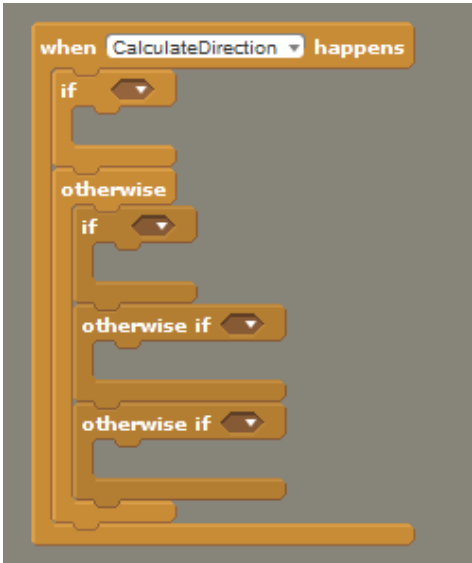 when CalculateDirection happens
if
otherwise
if
otherwise if
otherwise if